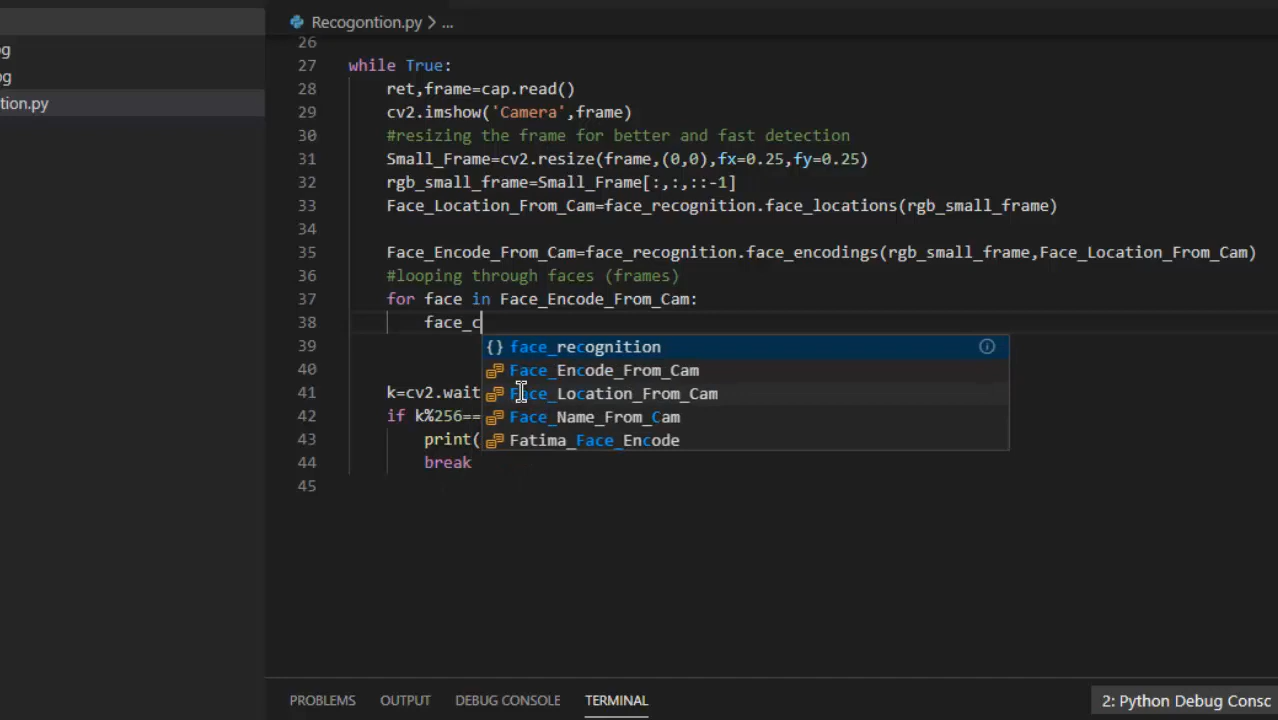 Recogontion.py > ...
g
g
tion.py
26
27 while True:
28 ret,frame=cap.read()
29 cv2.imshow('Camera',frame)
30 #resizing the frame for better and fast detection
31 Small_Frame=cv2.resize(frame,(0,0),fx=0.25,fy=0.25)
32 rgb_small_frame=Small_Frame[:,:,::-1]
33 Face_Location_From_Cam=face_recognition.face_locations(rgb_small_frame)
34
35 Face_Encode_From_Cam=face_recognition.face_encodings(rgb_small_frame,Face_Location_From_Cam)
36 #looping through faces (frames)
37 for face in Face_Encode_From_Cam:
38 face_c
39 {} face_recognition
40 Face_Encode_From_Cam
41 k=cv2.wait Face_Location_From_Cam
42 if k%256== Face_Name_From_Cam
43 print( Fatima_Face_Encode
44 break
45
PROBLEMS OUTPUT DEBUG CONSOLE TERMINAL 2: Python Debug Consc